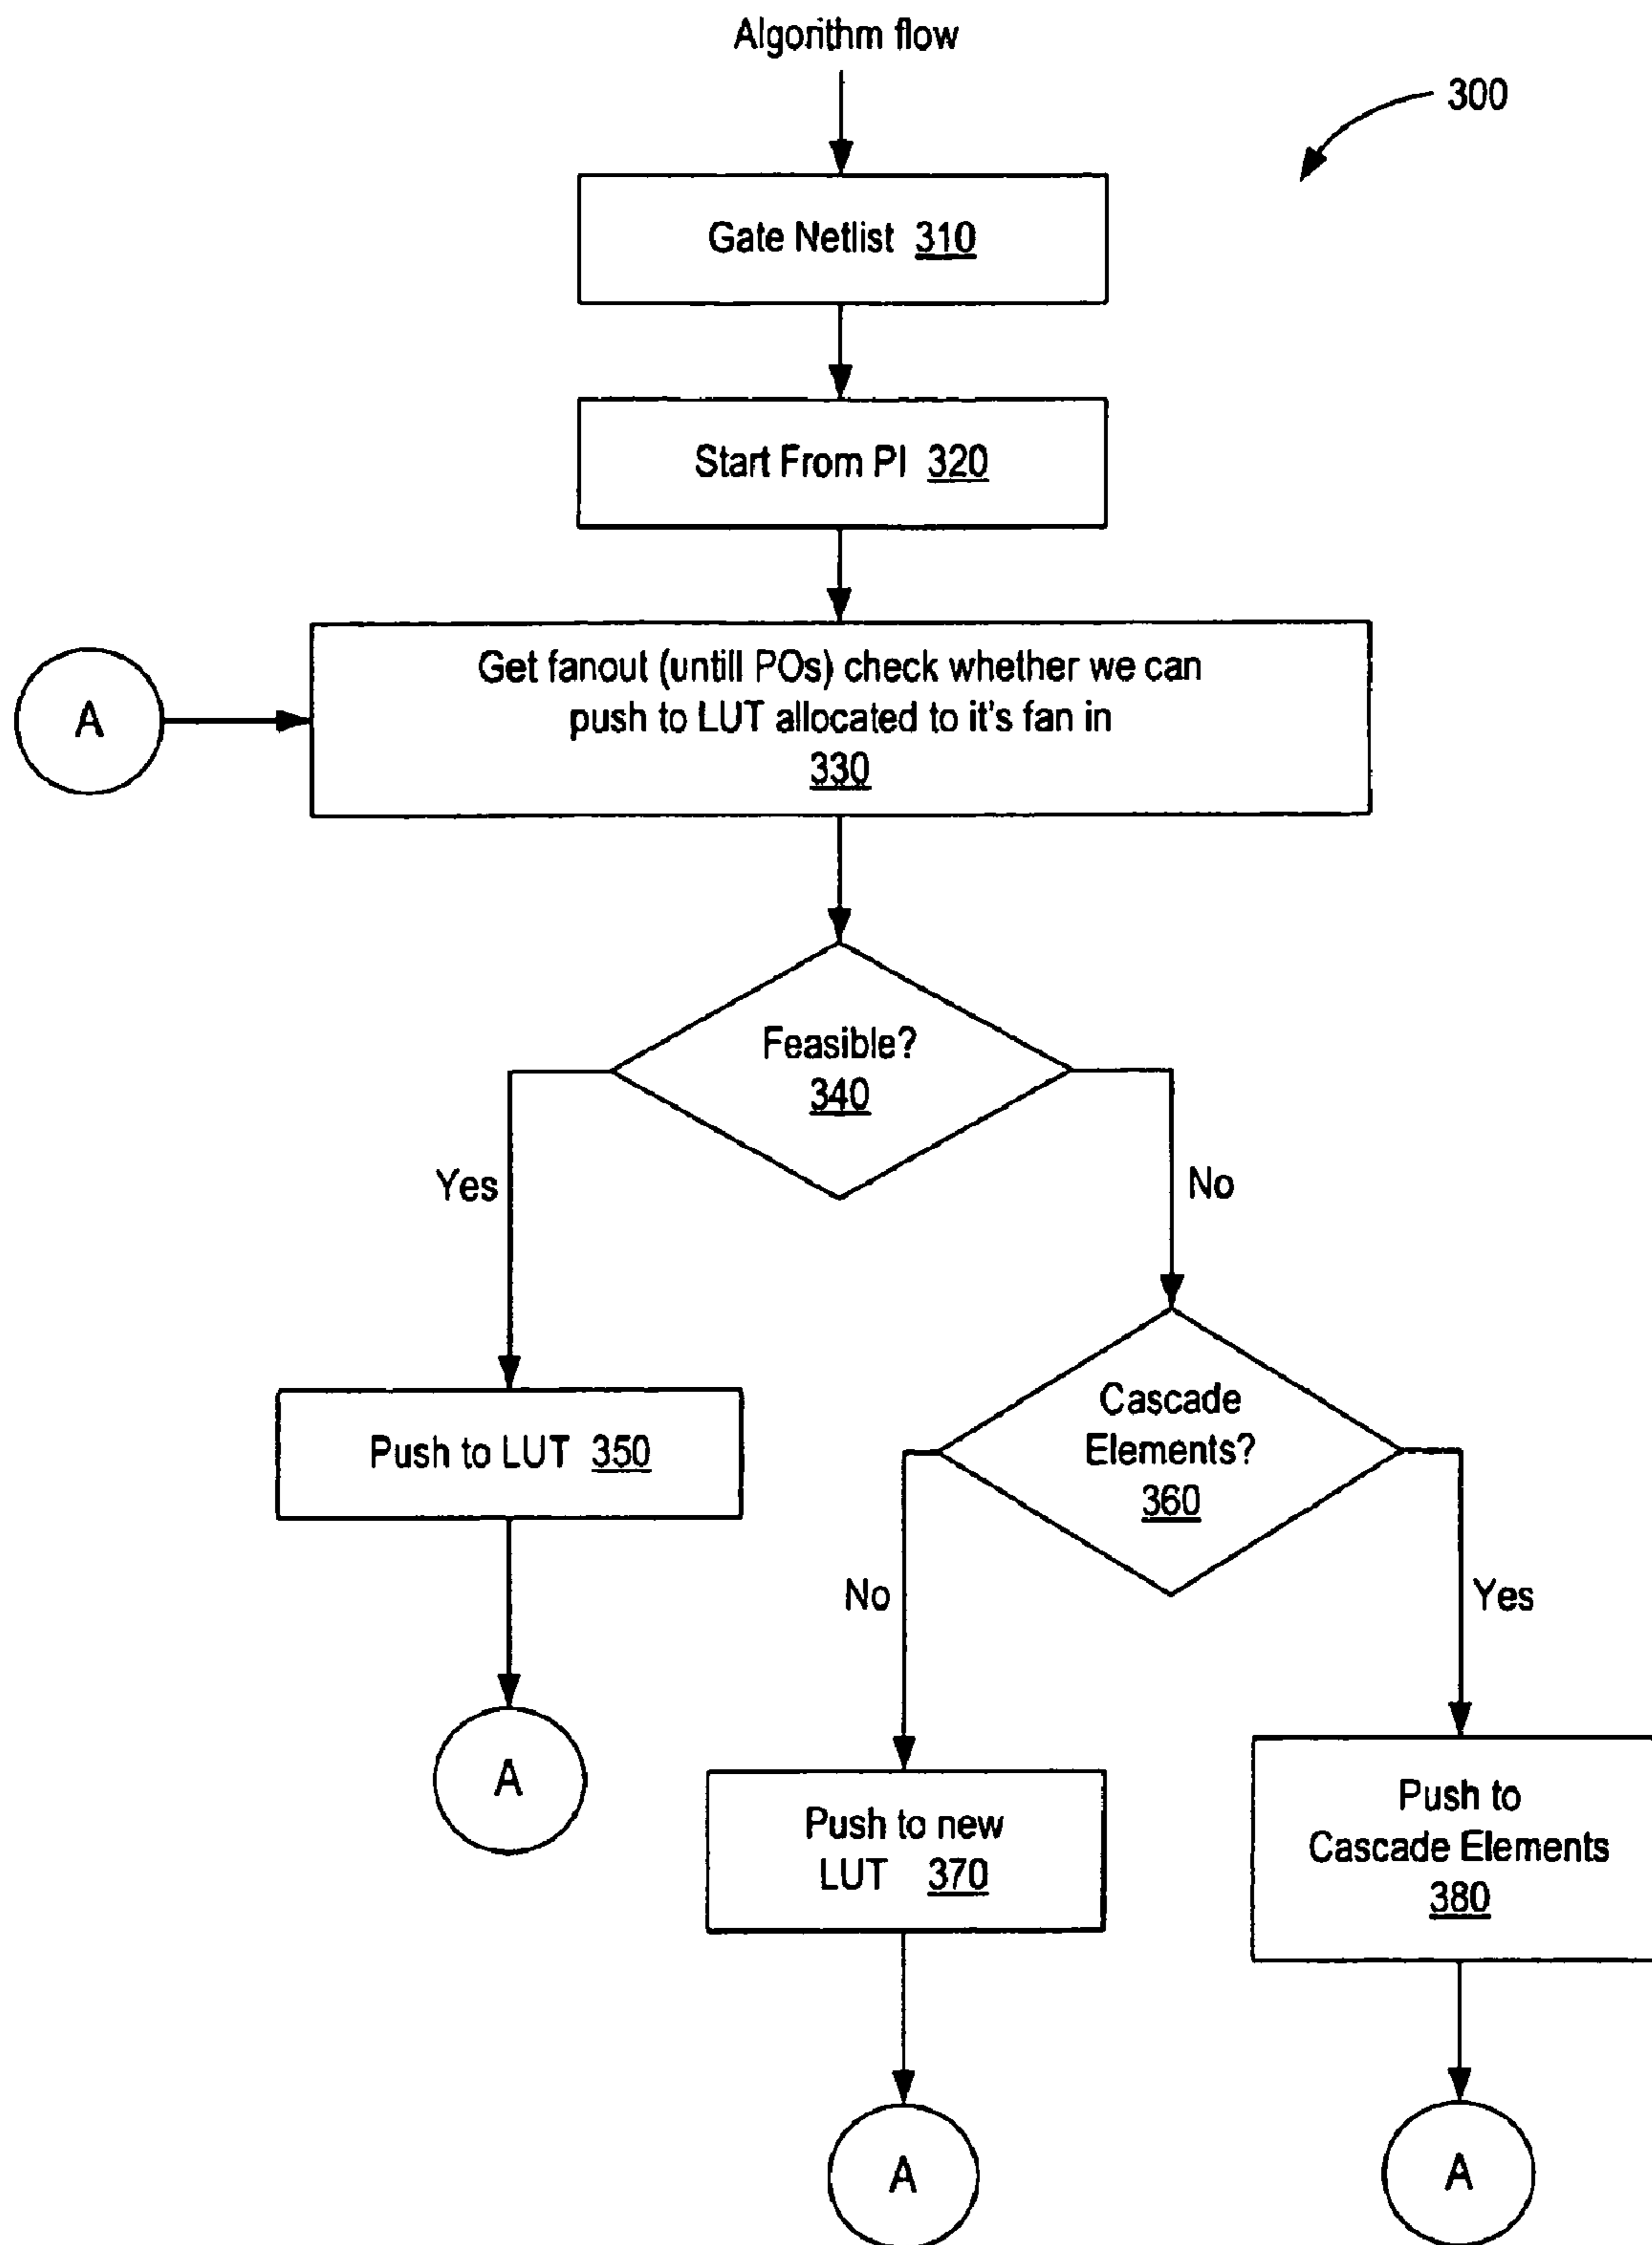 Algorithm flow
300
Gate Netlist 310
Start From PI 320
Get fanout (untill POs) check whether we can
push to LUT allocated to it's fan in
330
A
Feasible?
340
Yes
No
Cascade
Elements?
360
Push to LUT 350
No
Yes
A
Push to new
LUT 370
Push to
Cascade Elements
380
A
A